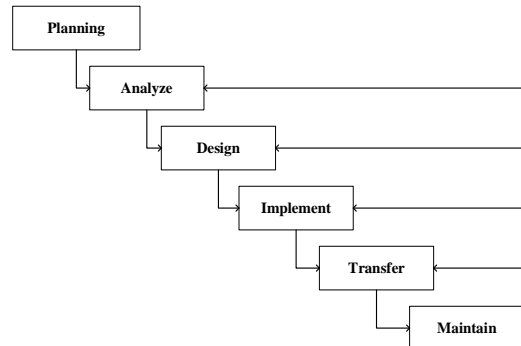 Planning
Analyze
Design
Implement
Transfer
Maintain